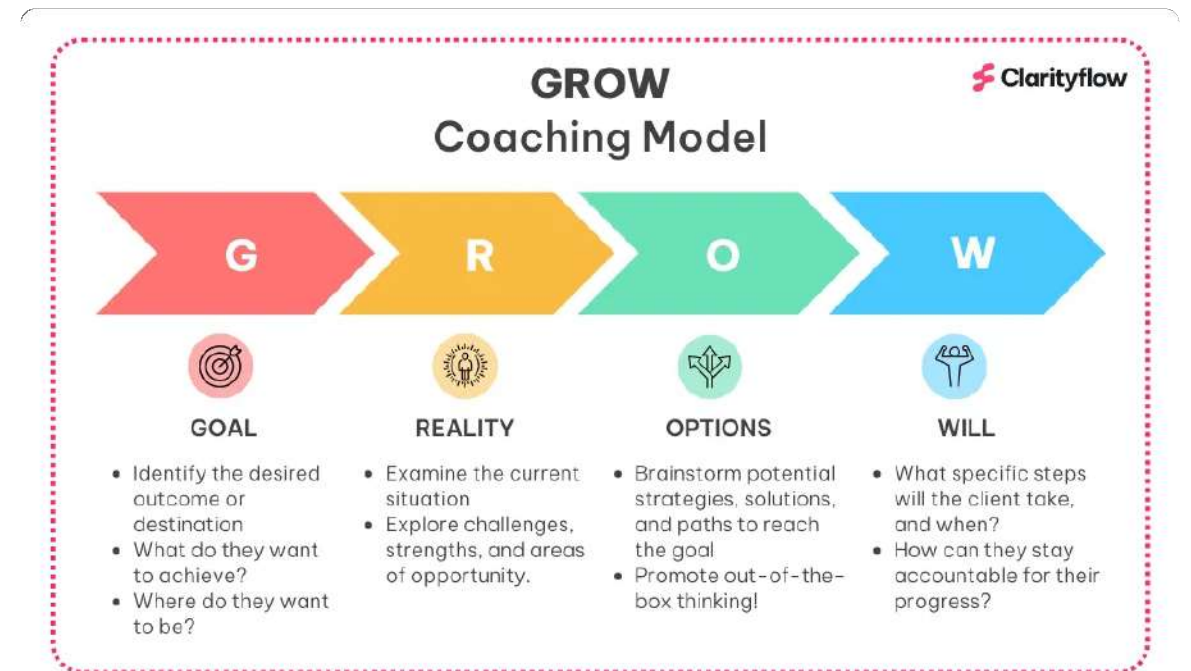 GROW
Coaching Model
Clarityflow
G
R
O
W
GOAL
• Identify the desired
outcome or
destination
• What do they want
to achieve?
• Where do they want
to be?
REALITY
• Examine the current
situation
• Explore challenges,
strengths, and areas
of opportunity.
OPTIONS
• Brainstorm potential
strategies, solutions,
and paths to reach
the goal
• Promote out-of-the-
box thinking!
WILL
• What specific steps
will the client take,
and when?
• How can they stay
accountable for their
progress?